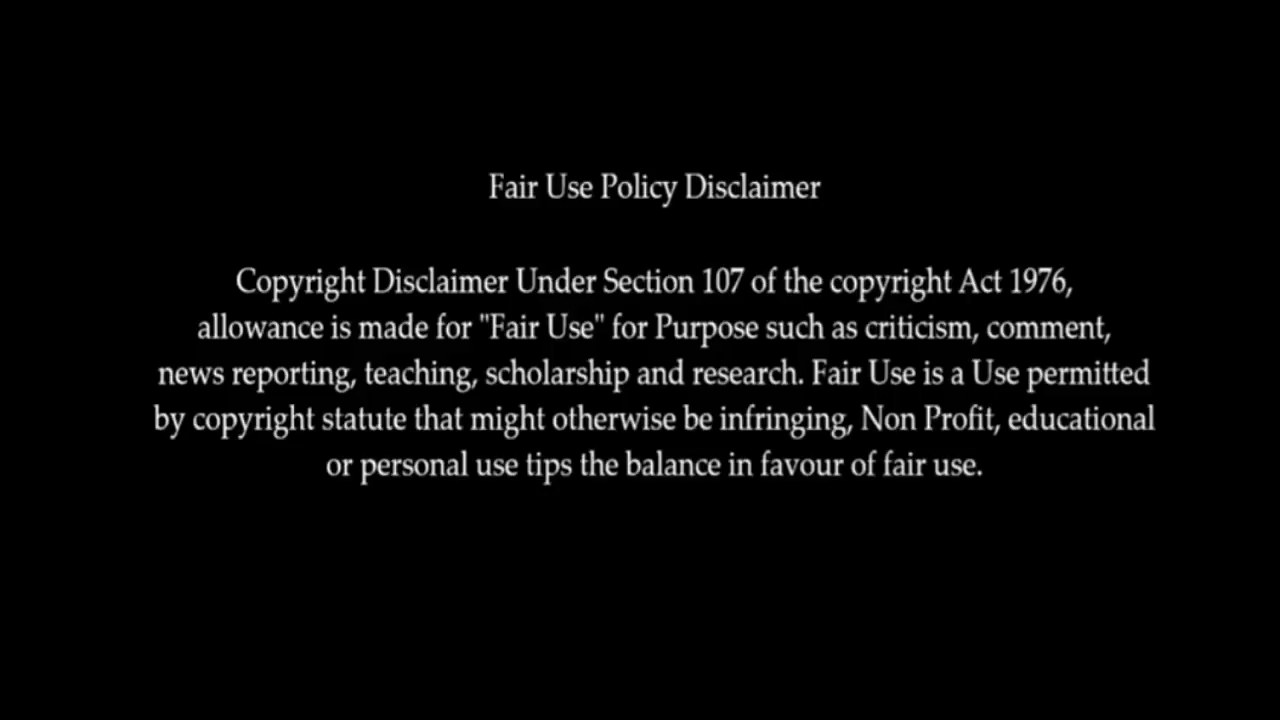 Fair Use Policy Disclaimer
Copyright Disclaimer Under Section 107 of the copyright Act 1976,
allowance is made for "Fair Use" for Purpose such as criticism, comment,
news reporting, teaching, scholarship and research. Fair Use is a Use permitted
by copyright statute that might otherwise be infringing, Non Profit, educational
or personal use tips the balance in favour of fair use.